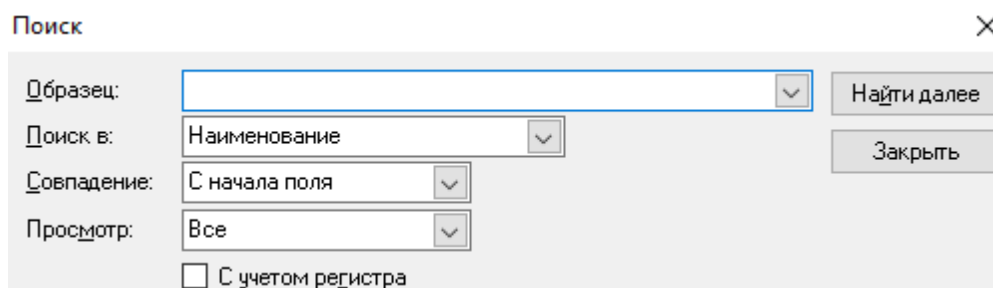 Поиск
Образец: Найти далее
Поиск в: Наименование Закрыть
Совпадение: С начала поля
Просмотр: Все
С учетом регистра